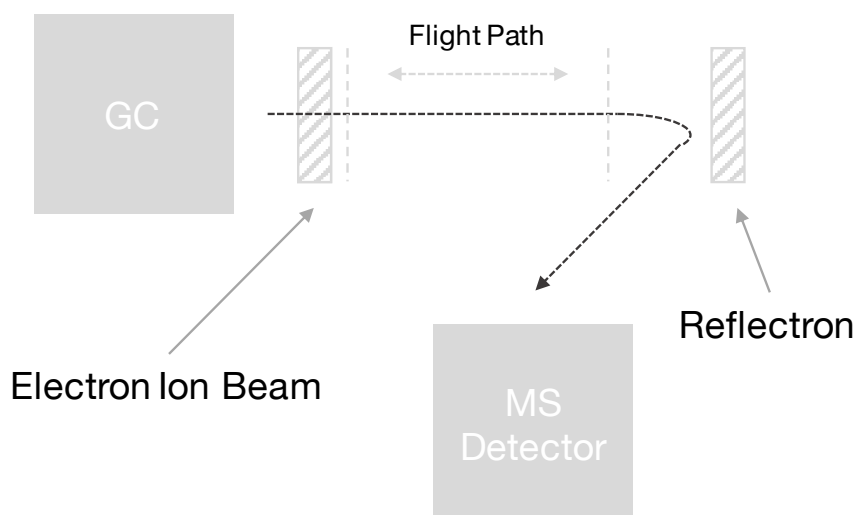 Flight Path
GC
Reflectron
Electron Ion Beam
MS
Detector